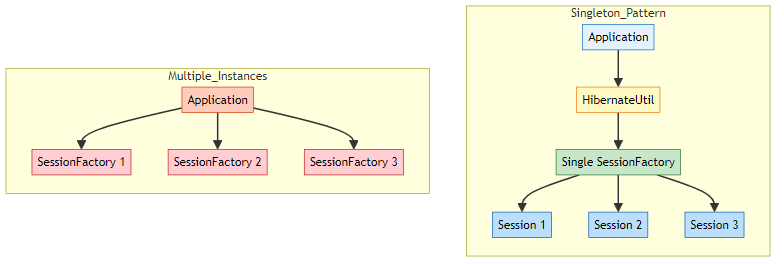 Multiple_Instances
Application
SessionFactory 1
SessionFactory 2
SessionFactory 3
Singleton_Pattern
Application
HibernateUtil
Single SessionFactory
Session 1
Session 2
Session 3